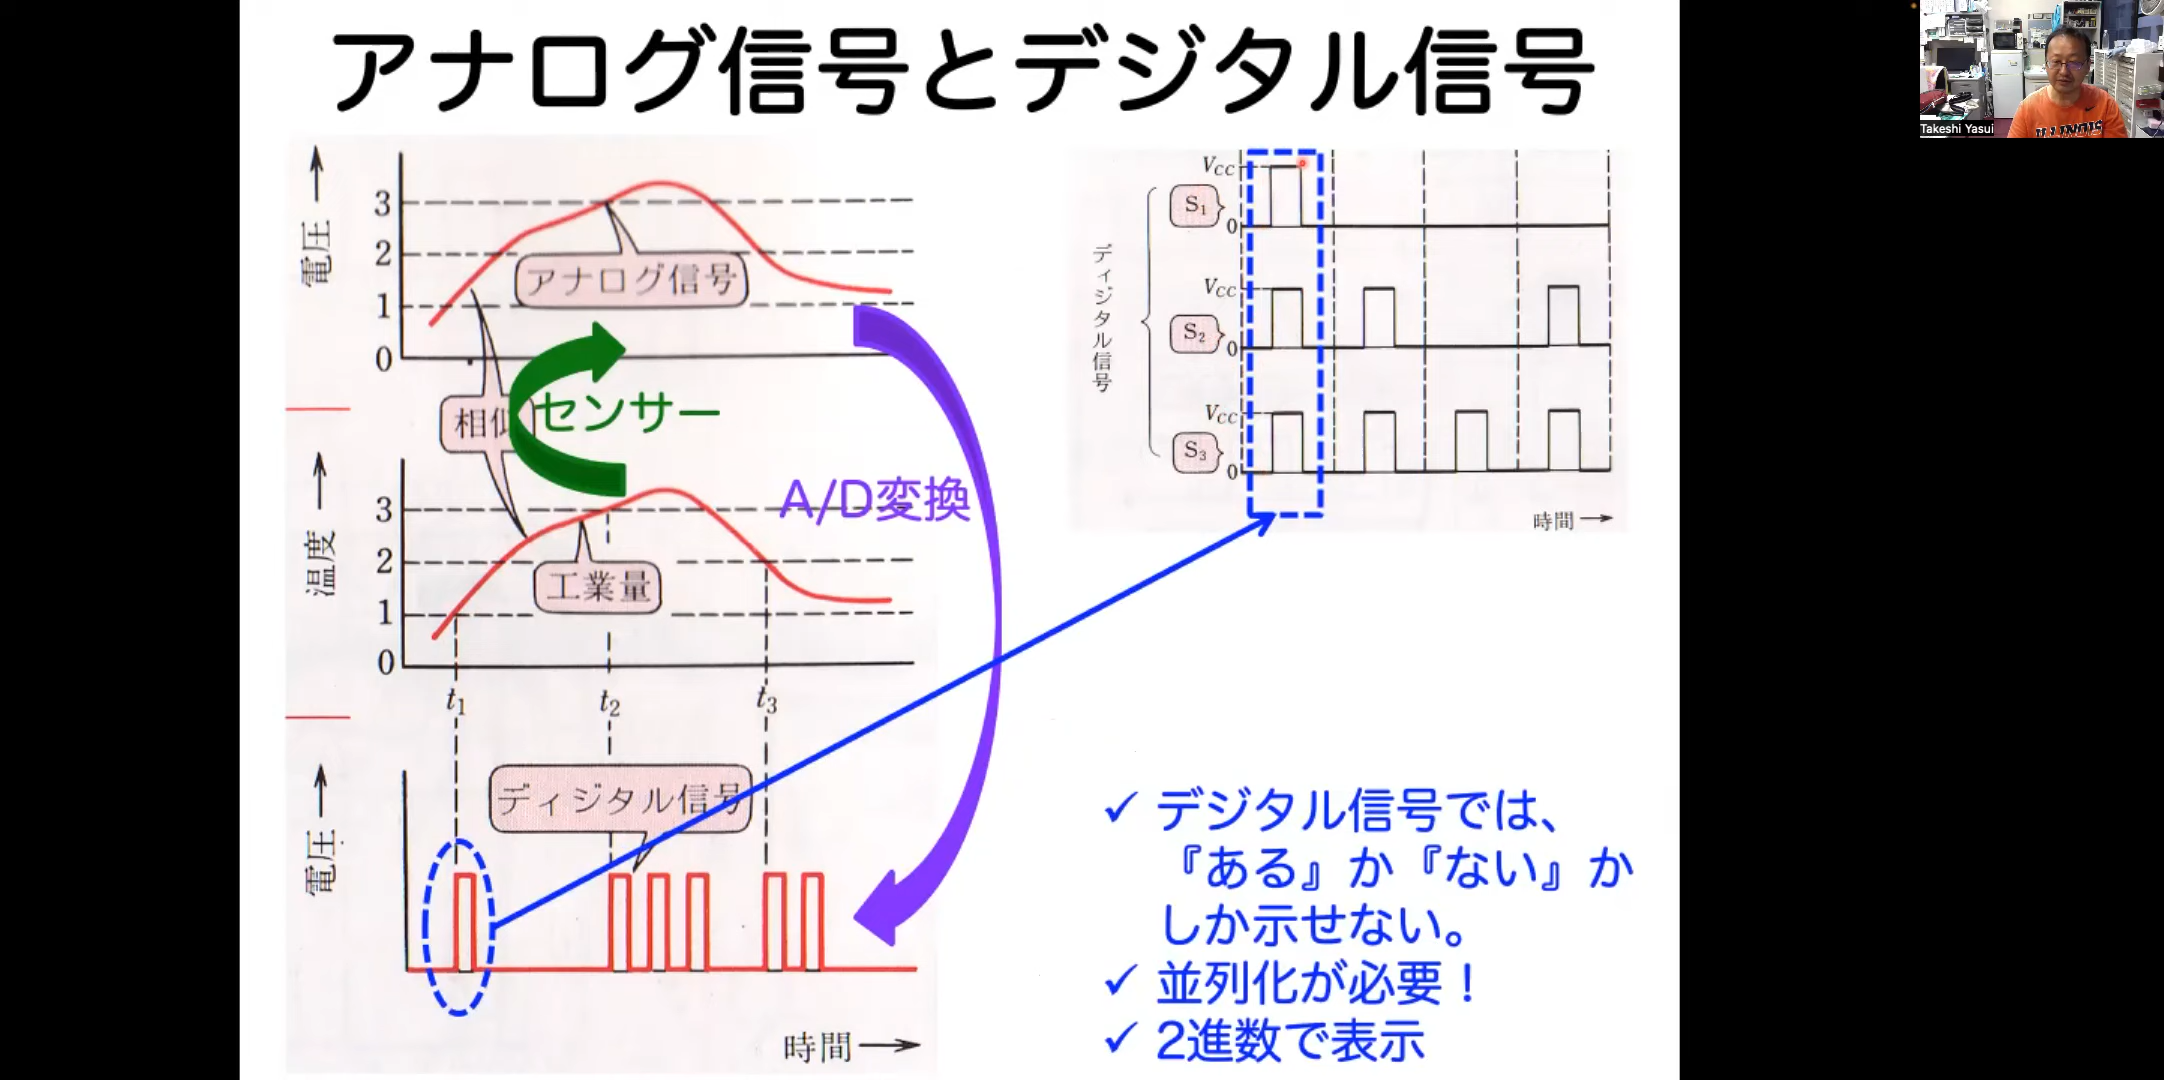 アナログ信号とデジタル信号
電圧
3
2
1
0
アナログ信号
相似
センサー
温度
3
2
1
0
工業量
A/D変換
t1
t2
t3
電圧
ディジタル信号
時間
ディジタル信号
VCC
S1
0
VCC
S2
0
VCC
S3
0
時間
✓ デジタル信号では、
『ある』か『ない』か
しか示せない。
✓ 並列化が必要！
✓ 2進数で表示
Takeshi Yasui
ILLINOIS